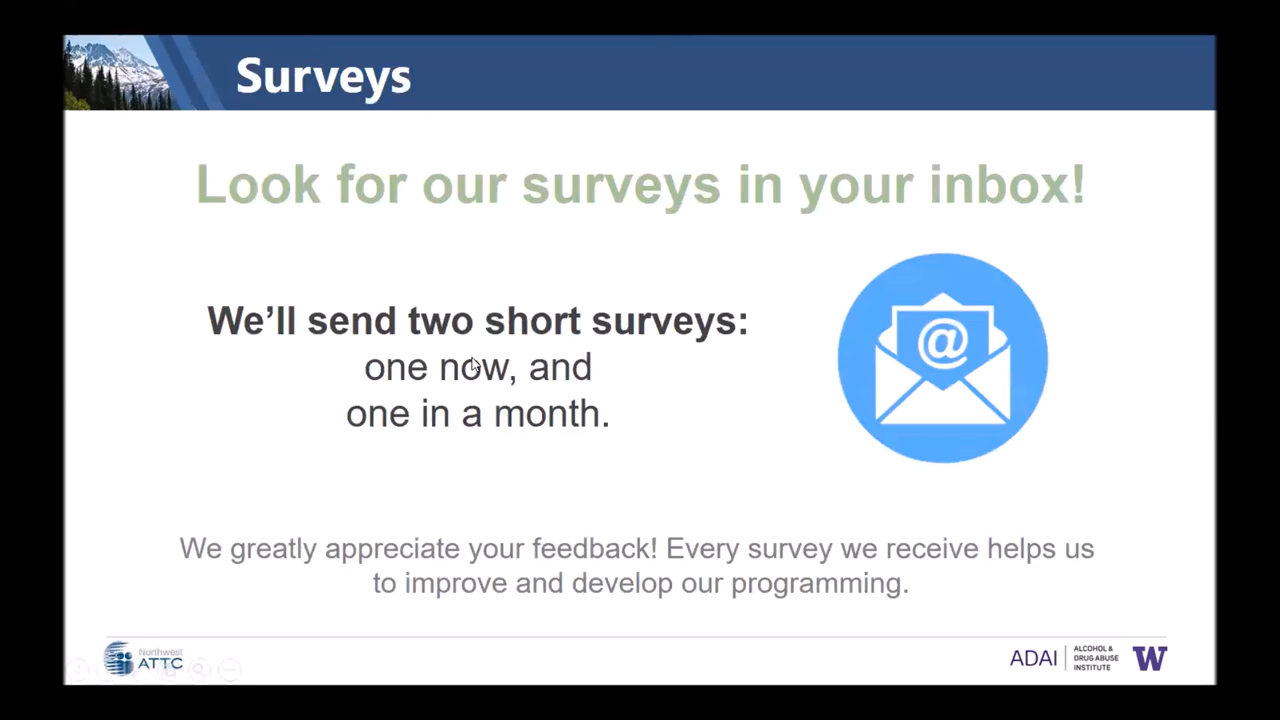 Surveys
Look for our surveys in your inbox!
We’ll send two short surveys:
one now, and
one in a month.
@
We greatly appreciate your feedback! Every survey we receive helps us
to improve and develop our programming.
Northwest
ATTC
ADAI
ALCOHOL &
DRUG ABUSE
INSTITUTE
W